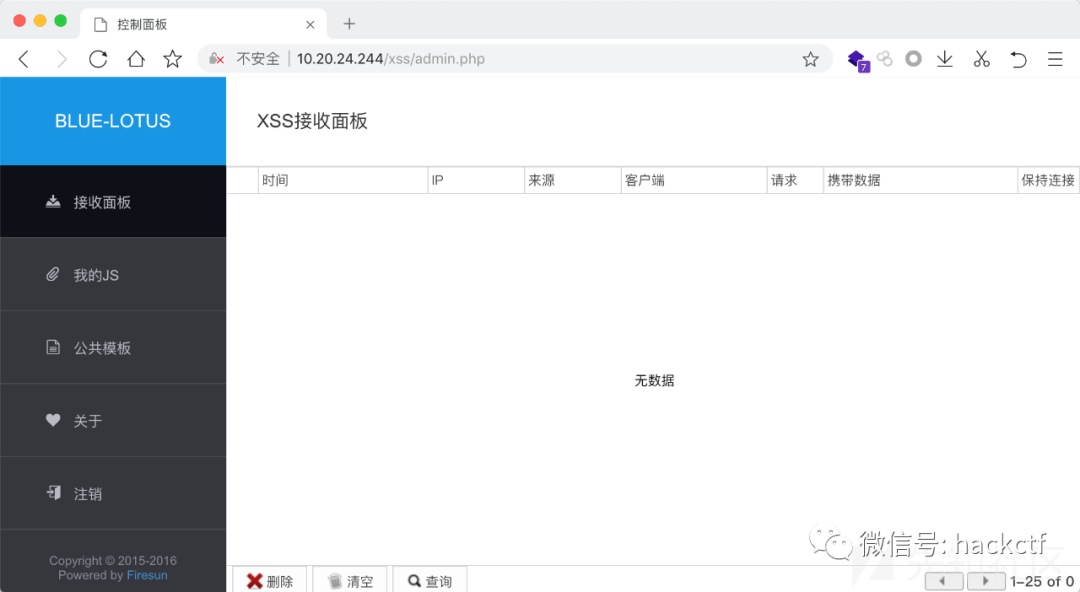 控制面板
不安全 10.20.24.244/xss/admin.php
7
BLUE-LOTUS
XSS接收面板
接收面板
我的JS
公共模板
关于
注销
Copyright © 2015-2016
Powered by Firesun
时间 IP 来源 客户端 请求 携带数据 保持连接
无数据
微信号: hackctf
删除 清空 查询 1–25 of 0